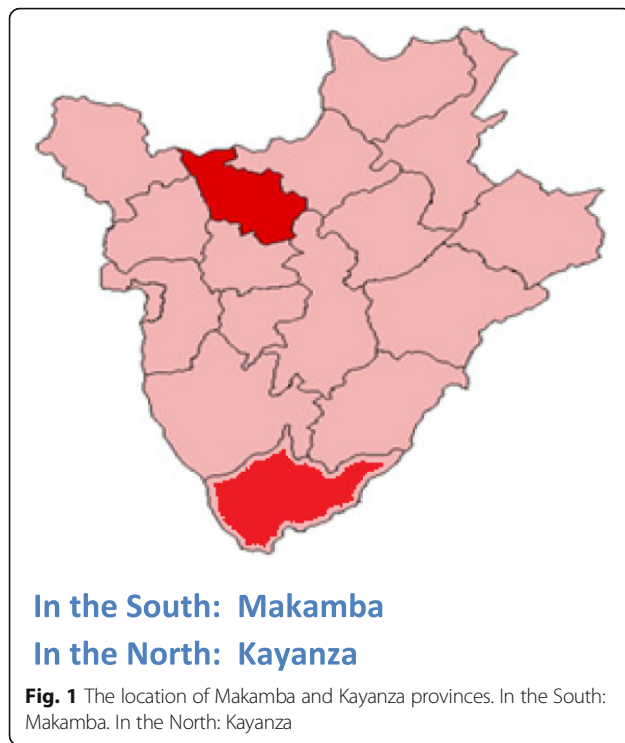 In the South: Makamba
In the North: Kayanza
Fig. 1 The location of Makamba and Kayanza provinces. In the South:
Makamba. In the North: Kayanza